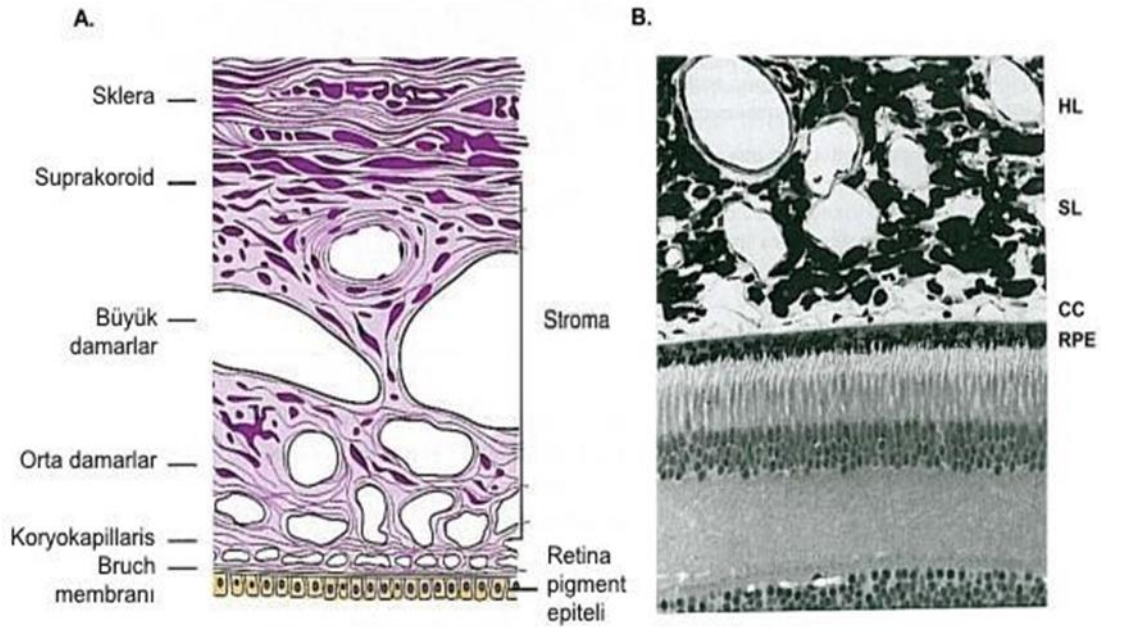 A.
Sklera
Suprakoroid
Büyük
damarlar
Orta damarlar
Koryokapillaris
Bruch
membranı
Stroma
Retina
pigment
epiteli
B.
HL
SL
CC
RPE